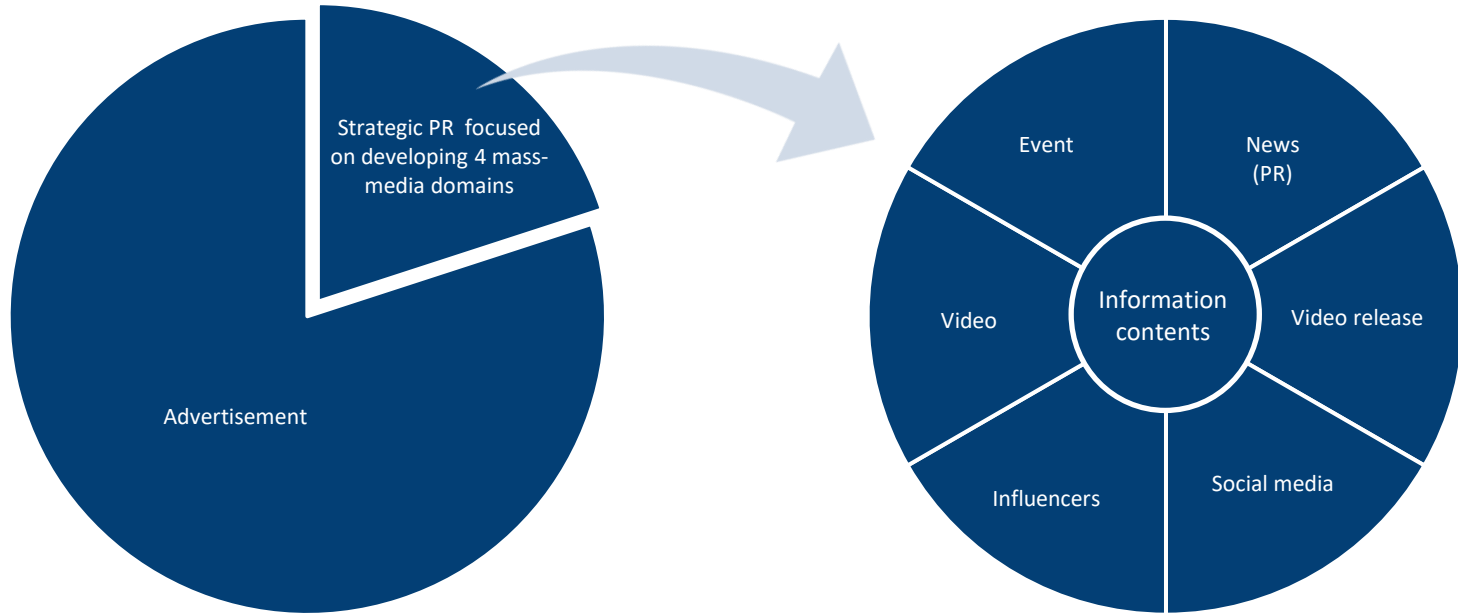 Strategic PR  focused
on developing 4 mass-
media domains
Advertisement
Event
News
(PR)
Video
Information
contents
Video release
Influencers
Social media